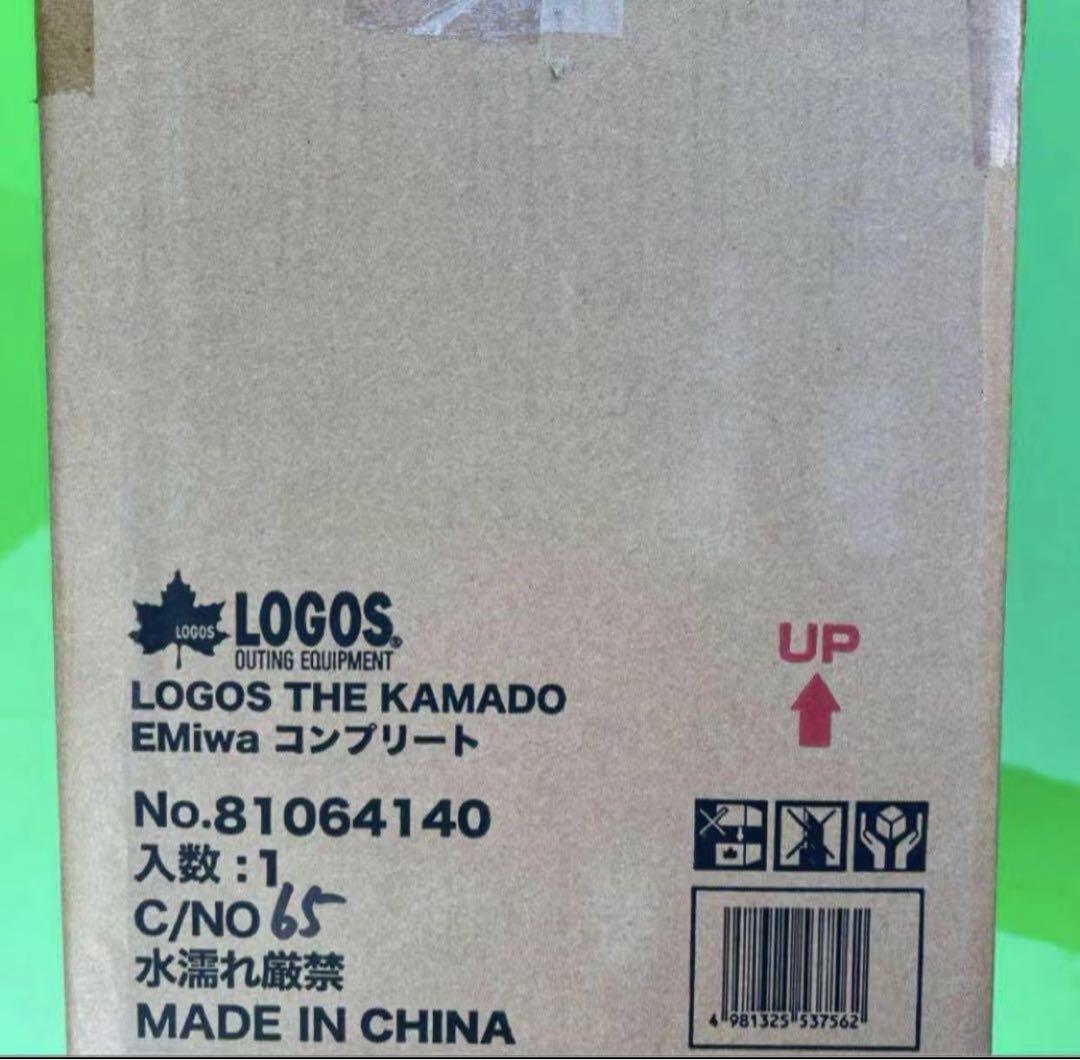 LOGOS
LOGOS®
OUTING EQUIPMENT
LOGOS THE KAMADO
EMiwa コンプリート
UP
No.81064140
入数:1
C/NO 65
水濡れ厳禁
MADE IN CHINA
4 981325 537562